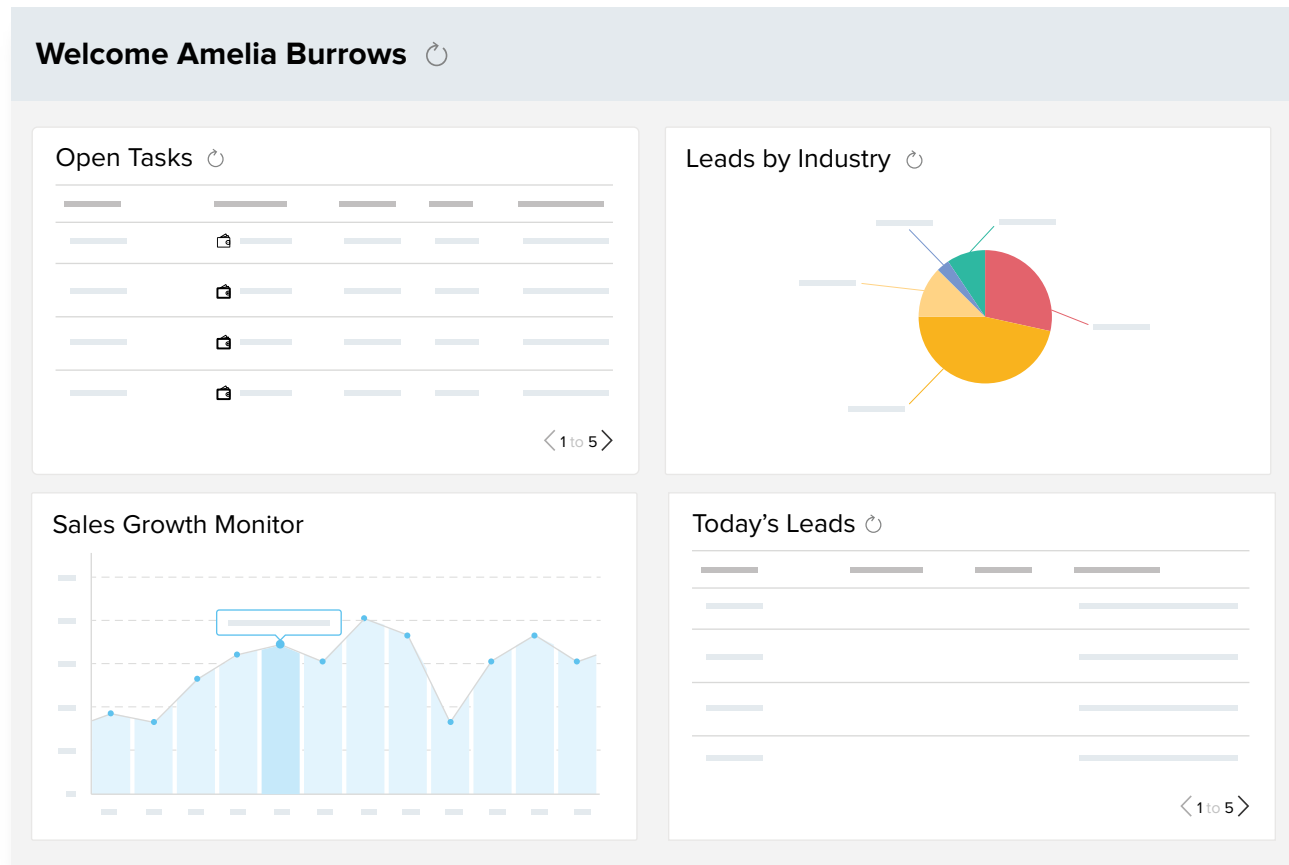 Welcome Amelia Burrows
Open Tasks
1 to 5
Leads by Industry
Sales Growth Monitor
Today’s Leads
1 to 5